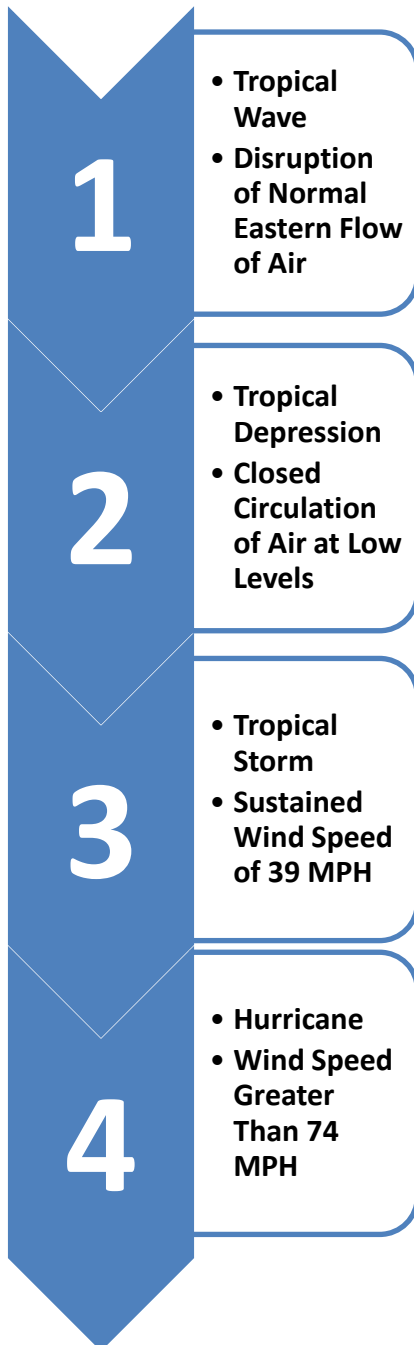 1
• Tropical
Wave
• Disruption
of Normal
Eastern Flow
of Air
2
• Tropical
Depression
• Closed
Circulation
of Air at Low
Levels
3
• Tropical
Storm
• Sustained
Wind Speed
of 39 MPH
4
• Hurricane
• Wind Speed
Greater
Than 74
MPH